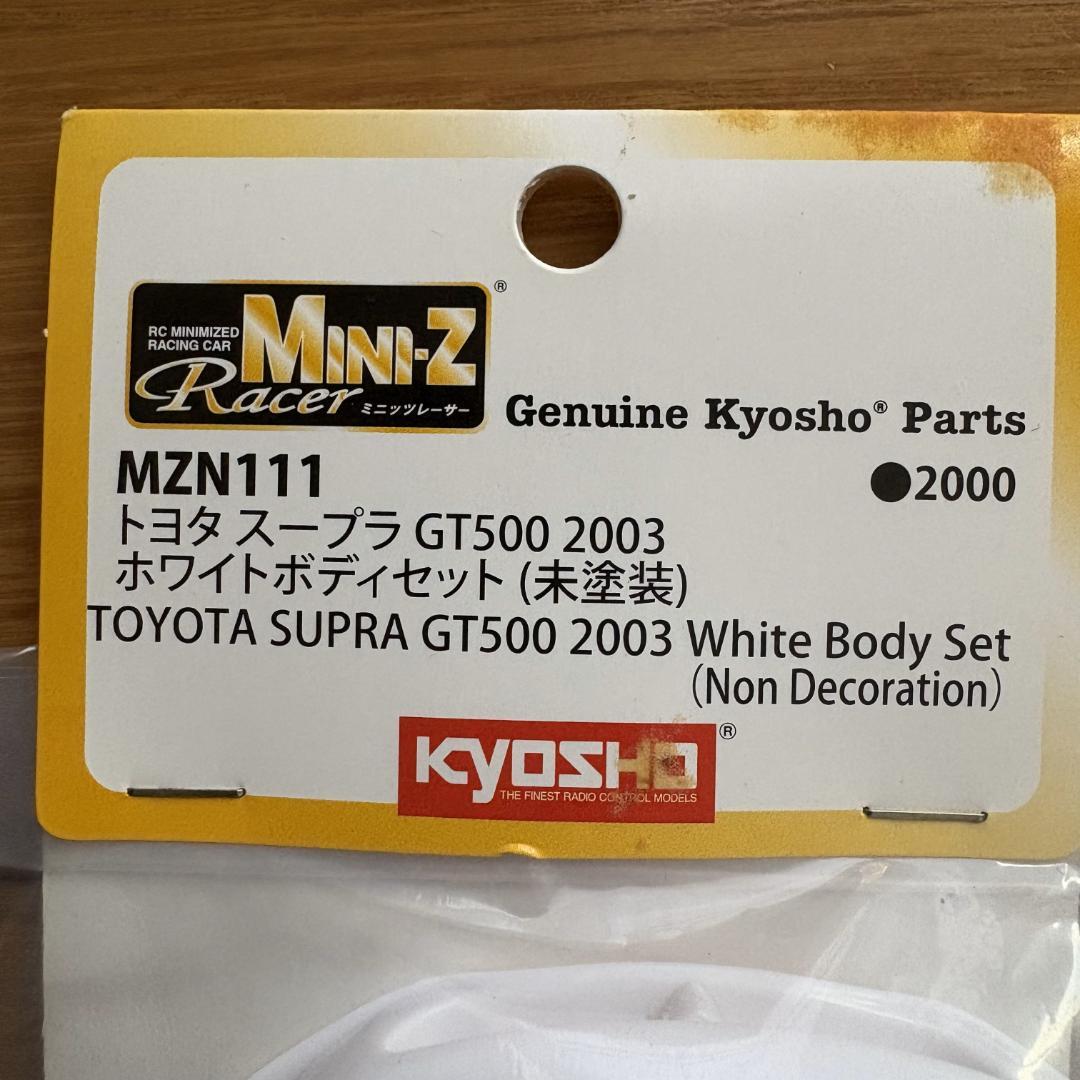 RC MINIMIZED
RACING CAR
MINI-Z
Racer
ミニッツレーサー
®
Genuine Kyosho® Parts
MZN111
●2000
トヨタ スープラ GT500 2003
ホワイトボディセット (未塗装)
TOYOTA SUPRA GT500 2003 White Body Set
(Non Decoration)
KYOSHO
®
THE FINEST RADIO CONTROL MODELS